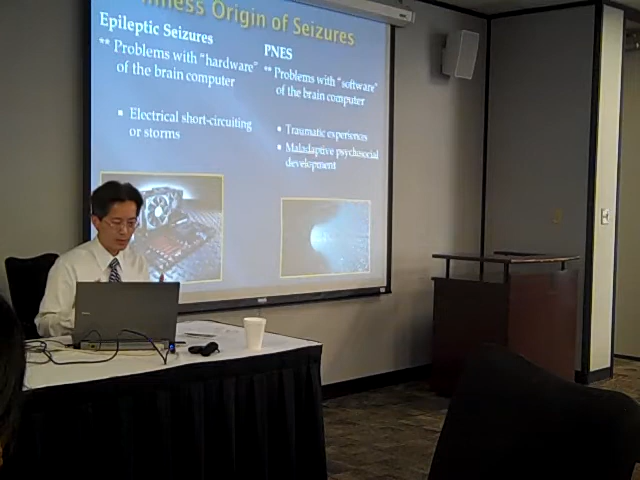 Origin of Seizures
Epileptic Seizures
** Problems with "hardware"
of the brain computer
▪ Electrical short-circuiting
or storms
PNES
** Problems with "software"
of the brain computer
▪ Traumatic experiences
▪ Maladaptive psychosocial
development